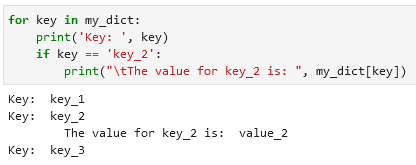 for key in my_dict:
    print('Key: ', key)
    if key == 'key_2':
        print("\tThe value for key_2 is: ", my_dict[key])
Key:  key_1
Key:  key_2
        The value for key_2 is:  value_2
Key:  key_3